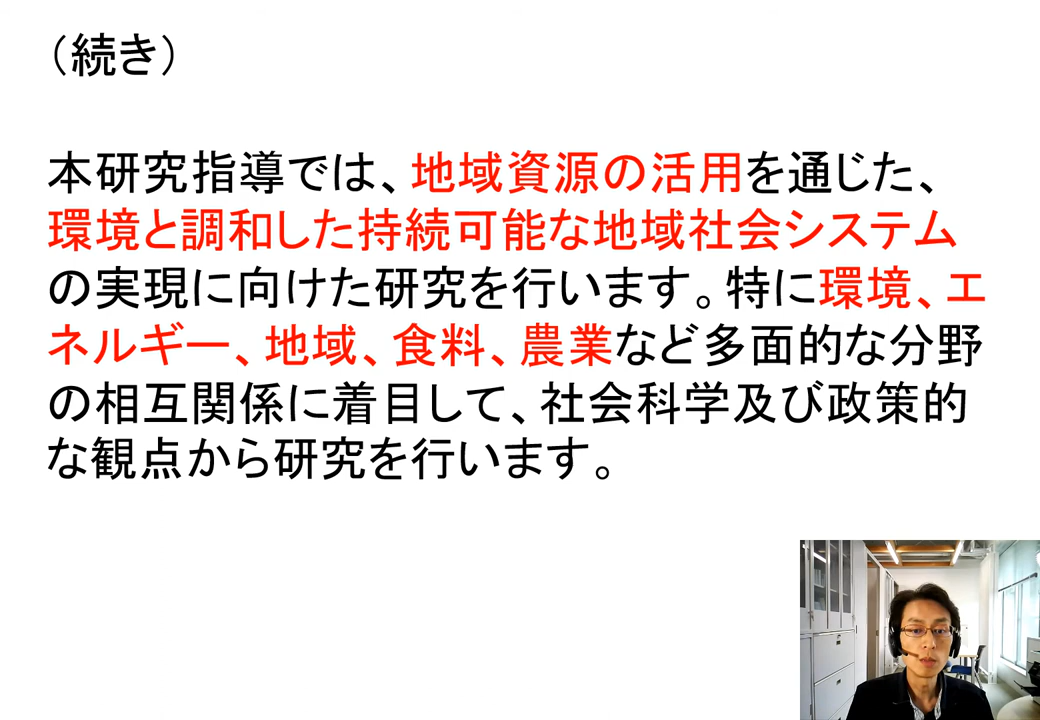 （続き）
本研究指導では、地域資源の活用を通じた、
環境と調和した持続可能な地域社会システム
の実現に向けた研究を行います。特に環境、エ
ネルギー、地域、食料、農業など多面的な分野
の相互関係に着目して、社会科学及び政策的
な観点から研究を行います。